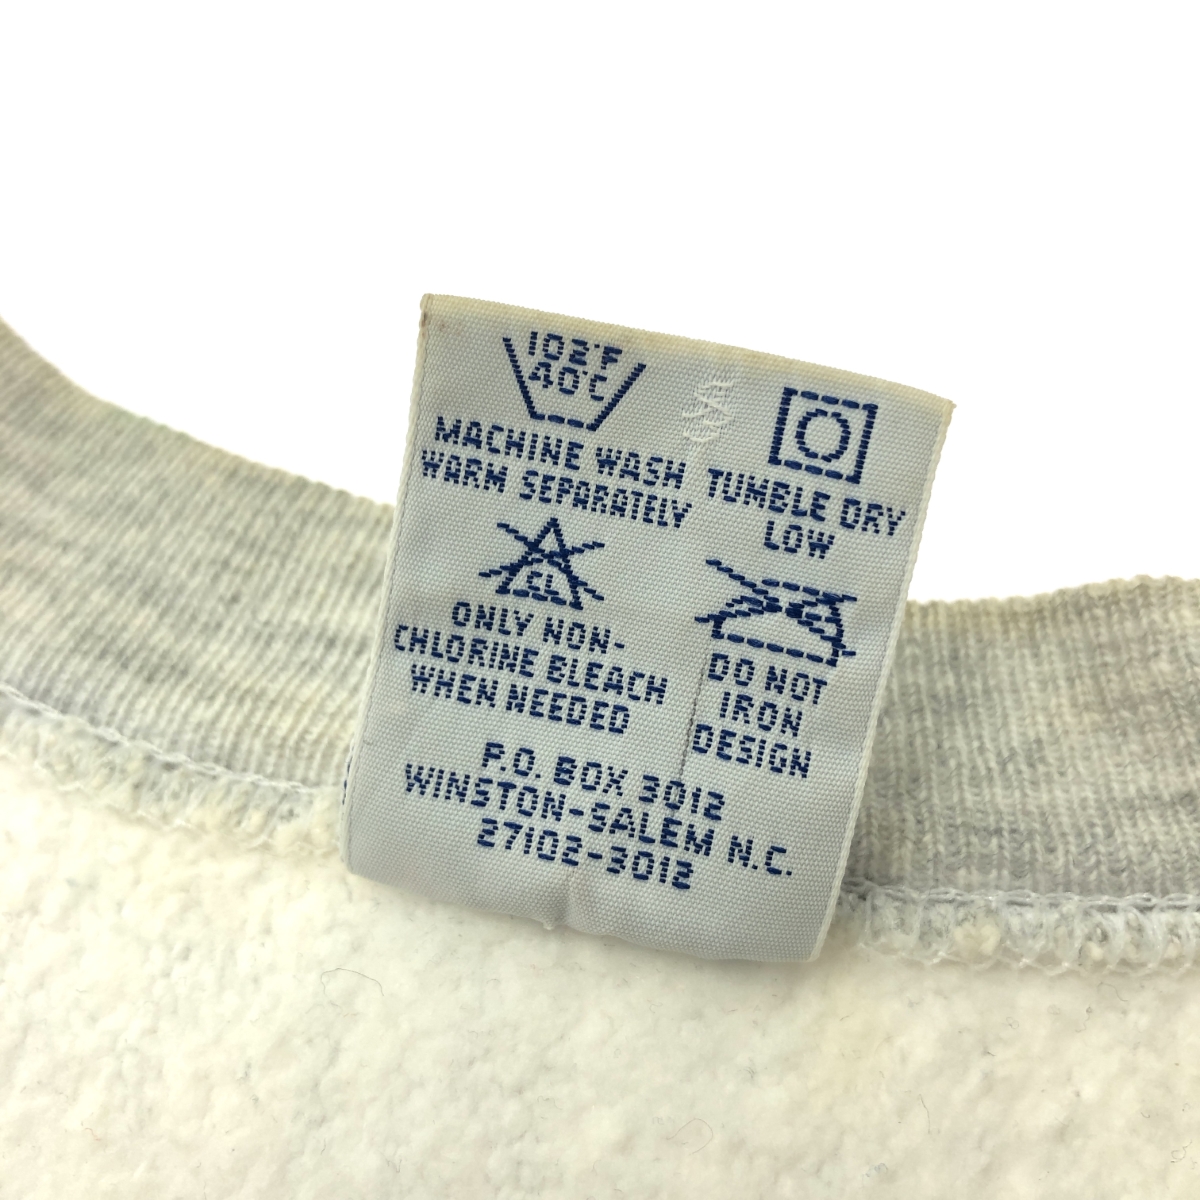 102°F
40°C
MACHINE WASH
WARM SEPARATELY
TUMBLE DRY
LOW
CL
ONLY NON-
CHLORINE BLEACH
WHEN NEEDED
DO NOT
IRON
DESIGN
P.O. BOX 3012
WINSTON-SALEM N.C.
27102-3012